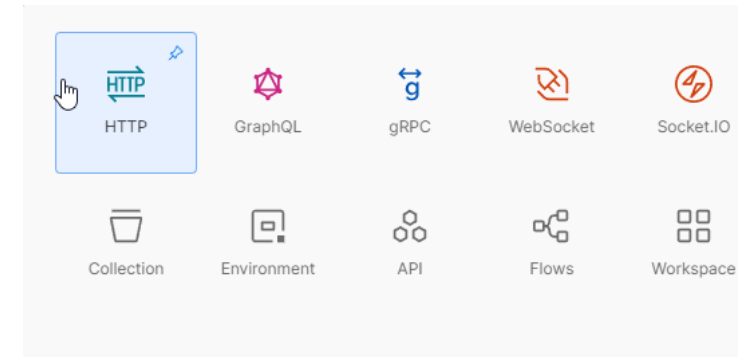 HTTP
HTTP
GraphQL
g
gRPC
WebSocket
Socket.IO
Collection
Environment
API
Flows
Workspace